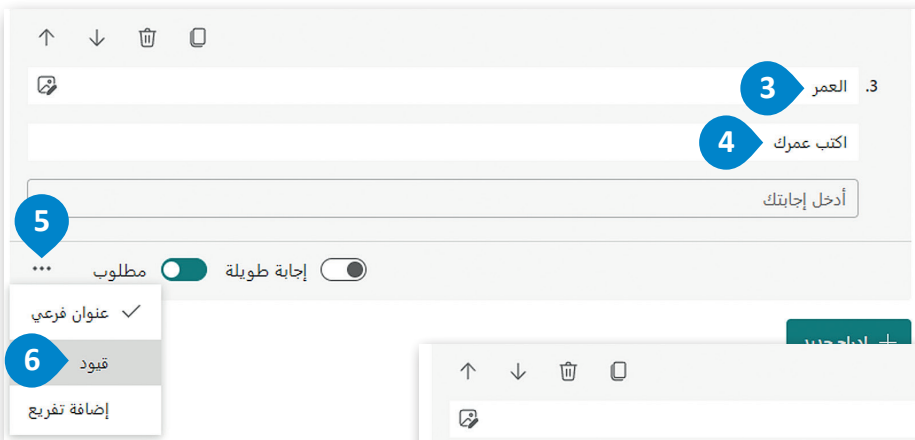 3. العمر
3
اكتب عمرك
4
أدخل إجابتك
5
إجابة طويلة
مطلوب
...
عنوان فرعي
قيود
6
إضافة تفريع